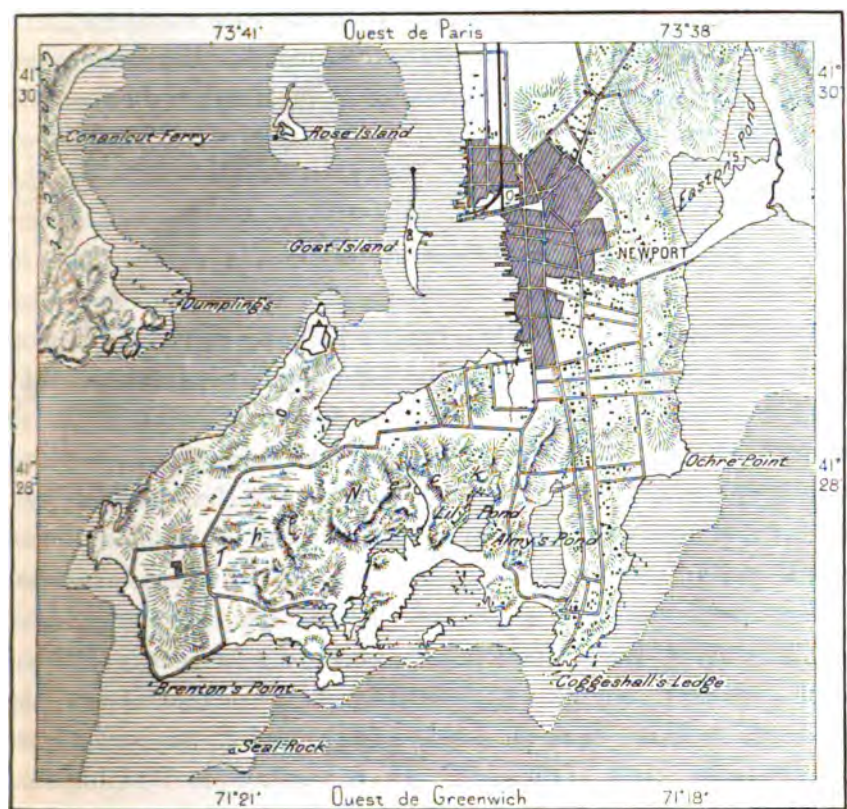 73°41 Ouest de Paris 73°38
41° 41°
30' 30'
Conanicut Ferry Rose Island
Easton's Pond
Goat Island
NEWPORT
Dumplings
41° 41°
28' 28'
Ochre Point
The Neck
Lily Pond
Almy's Pond
Brenton's Point
Coggeshall's Ledge
Seal Rock
71°21 Ouest de Greenwich 71°18